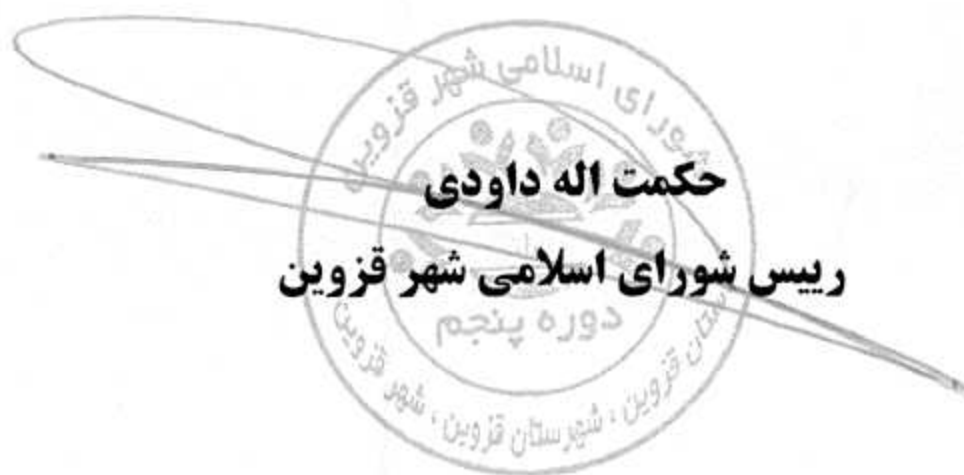 شورای اسلامی شهر قزوین
حکمت اله داودی
رییس شورای اسلامی شهر قزوین
دوره پنجم
استان قزوین ، شهرستان قزوین ، شهر قزوین